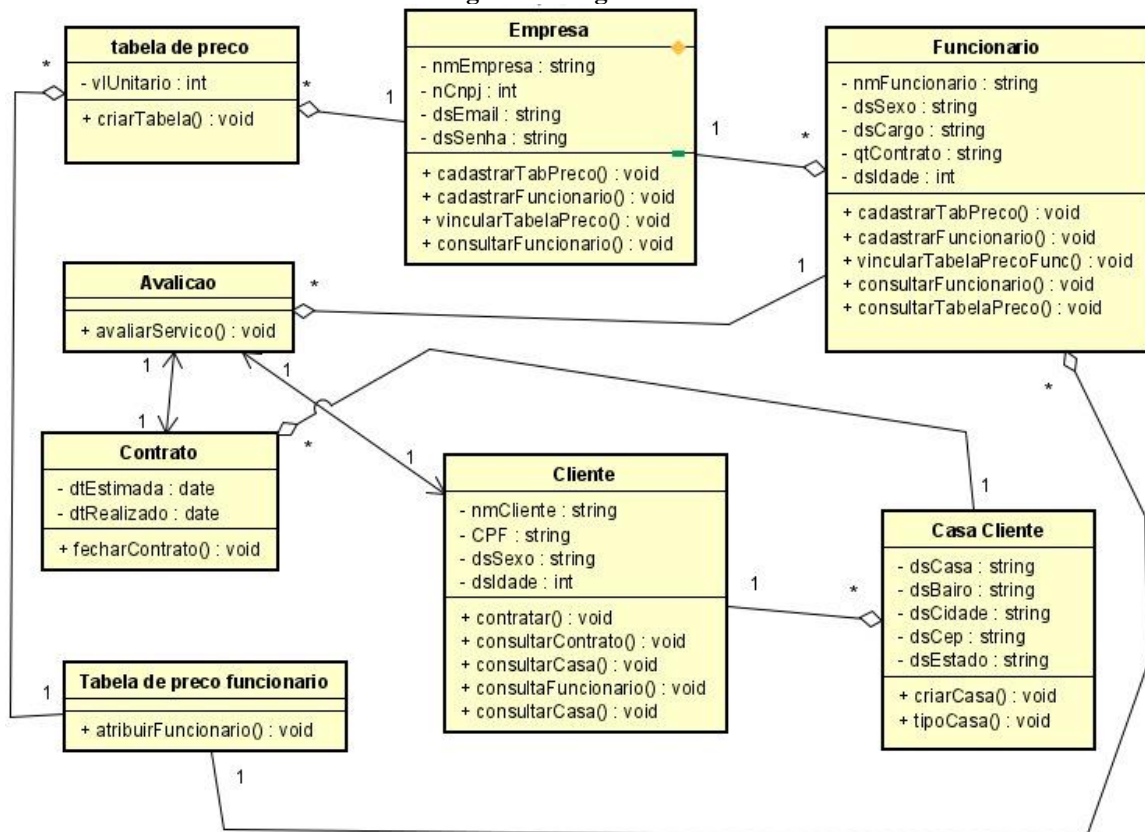 tabela de preco
- vlUnitario : int
+ criarTabela() : void
*
*
1
Empresa
- nmEmpresa : string
- nCnpj : int
- dsEmail : string
- dsSenha : string
+ cadastrarTabPreco() : void
+ cadastrarFuncionario() : void
+ vincularTabelaPreco() : void
+ consultarFuncionario() : void
1
*
Funcionario
- nmFuncionario : string
- dsSexo : string
- dsCargo : string
- qtContrato : string
- dsIdade : int
+ cadastrarTabPreco() : void
+ cadastrarFuncionario() : void
+ vincularTabelaPrecoFunc() : void
+ consultarFuncionario() : void
+ consultarTabelaPreco() : void
1
*
Avalicao
+ avaliarServico() : void
*
1
1
1
1
Contrato
- dtEstimada : date
- dtRealizado : date
+ fecharContrato() : void
*
Cliente
- nmCliente : string
- CPF : string
- dsSexo : string
- dsIdade : int
+ contratar() : void
+ consultarContrato() : void
+ consultarCasa() : void
+ consultaFuncionario() : void
+ consultarCasa() : void
1
*
1
Casa Cliente
- dsCasa : string
- dsBairo : string
- dsCidade : string
- dsCep : string
- dsEstado : string
+ criarCasa() : void
+ tipoCasa() : void
Tabela de preco funcionario
+ atribuirFuncionario() : void
1
1